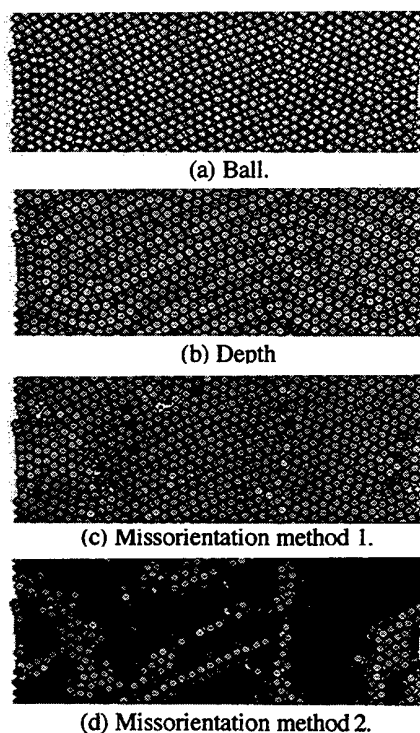 (a) Ball.
(b) Depth
(c) Missorientation method 1.
(d) Missorientation method 2.